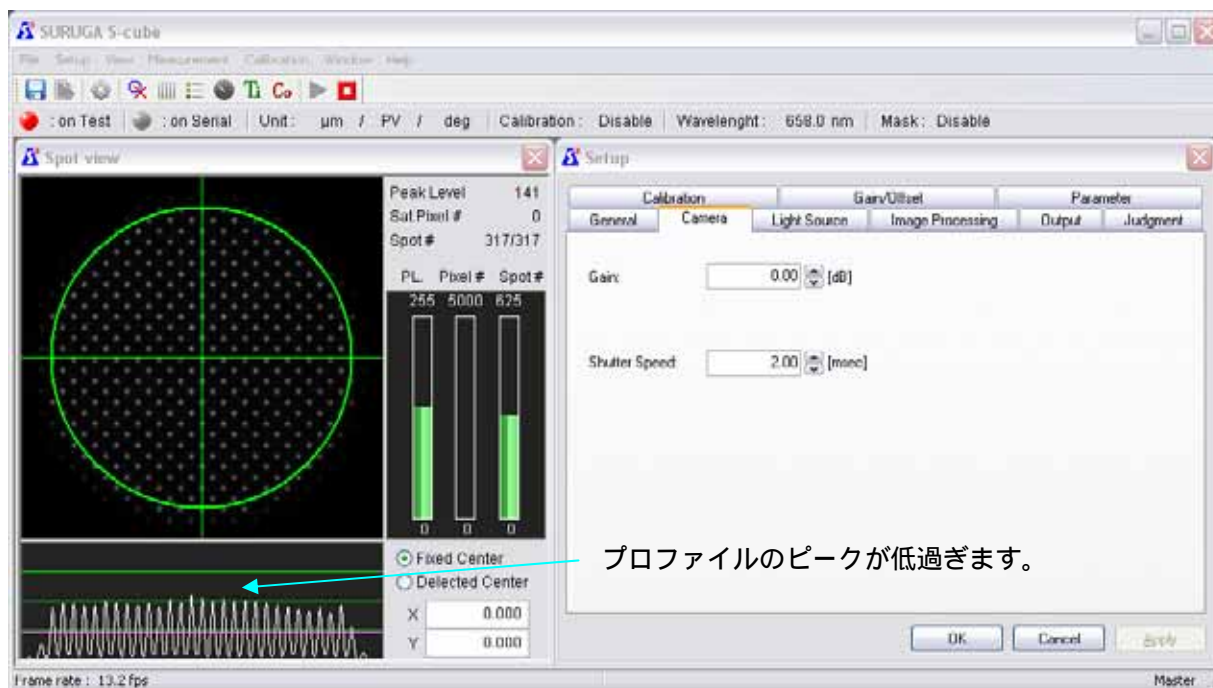 SURUGA S-cube
File Setup View Measurement Calibration Window Help
Ti Co
: on Test : on Serial Unit: μm / PV / deg Calibration: Disable Wavelenght: 658.0 nm Mask: Disable
Spot view
Peak Level 141
Sat.Pixel # 0
Spot # 317/317
PL. Pixel # Spot #
255 5000 625
0 0 0
Fixed Center
Detected Center
X 0.000
Y 0.000
Setup
Calibration Gain/Offset Parameter
General Camera Light Source Image Processing Output Judgment
Gain: 0.00 [dB]
Shutter Speed: 2.00 [msec]
プロファイルのピークが低過ぎます。
OK Cancel Apply
Frame rate : 13.2 fps Master